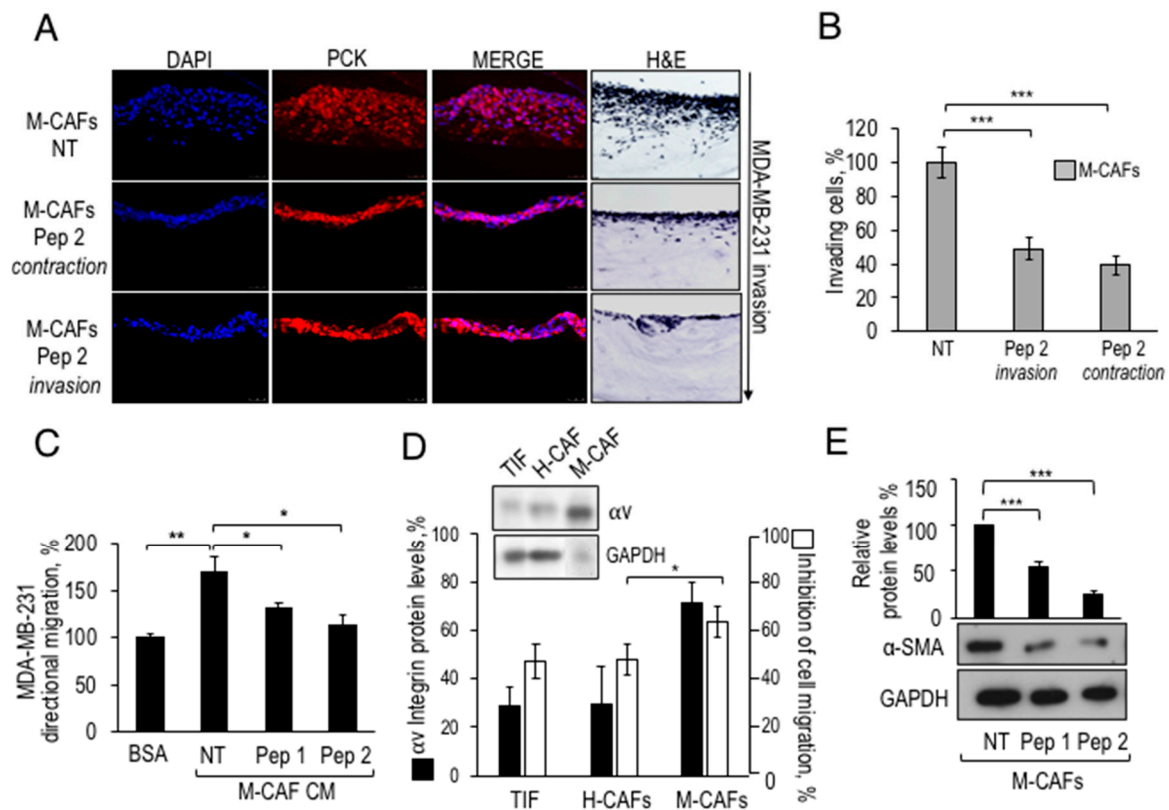 A
DAPI
PCK
MERGE
H&E
M-CAFs
NT
M-CAFs
Pep 2
contraction
M-CAFs
Pep 2
invasion
MDA-MB-231 invasion
B
Invading cells, %
120
100
80
60
40
20
0
***
***
M-CAFs
NT
Pep 2
invasion
Pep 2
contraction
C
MDA-MB-231
directional migration, %
200
150
100
50
0
**
*
*
BSA
NT
Pep 1
Pep 2
M-CAF CM
D
TIF
H-CAF
M-CAF
αv
GAPDH
αv Integrin protein levels,%
100
80
60
40
20
0
*
100
80
60
40
20
0
Inhibition of cell migration, %
TIF
H-CAFs
M-CAFs
E
Relative
protein levels %
150
100
50
0
***
***
α-SMA
GAPDH
NT
Pep 1
Pep 2
M-CAFs